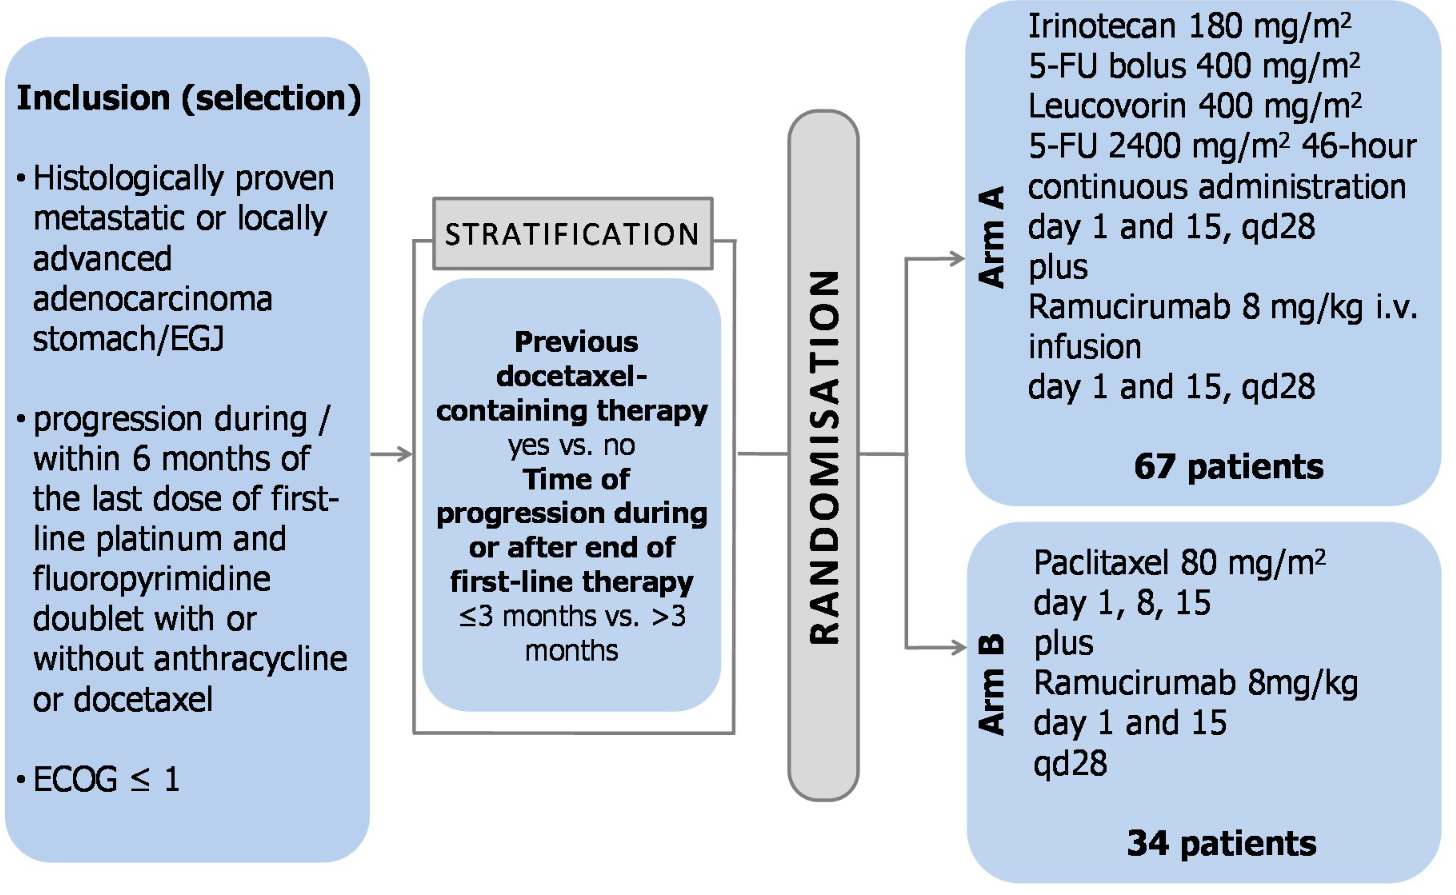 Inclusion (selection)
• Histologically proven
metastatic or locally
advanced
adenocarcinoma
stomach/EGJ
• progression during /
within 6 months of
the last dose of first-
line platinum and
fluoropyrimidine
doublet with or
without anthracycline
or docetaxel
• ECOG ≤ 1
STRATIFICATION
Previous
docetaxel-
containing therapy
yes vs. no
Time of
progression during
or after end of
first-line therapy
≤3 months vs. >3
months
RANDOMISATION
Arm A
Irinotecan 180 mg/m²
5-FU bolus 400 mg/m²
Leucovorin 400 mg/m²
5-FU 2400 mg/m² 46-hour
continuous administration
day 1 and 15, qd28
plus
Ramucirumab 8 mg/kg i.v.
infusion
day 1 and 15, qd28
67 patients
Arm B
Paclitaxel 80 mg/m²
day 1, 8, 15
plus
Ramucirumab 8mg/kg
day 1 and 15
qd28
34 patients